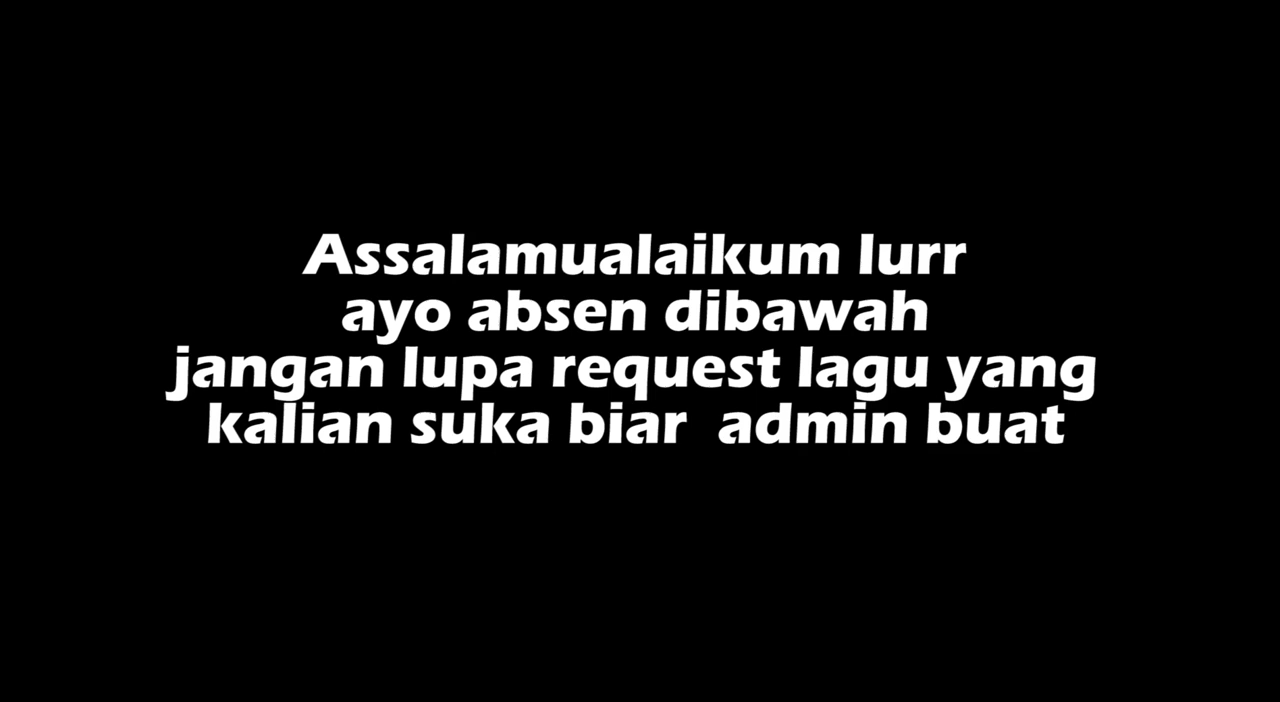 Assalamualaikum lurr
ayo absen dibawah
jangan lupa request lagu yang
kalian suka biar  admin buat